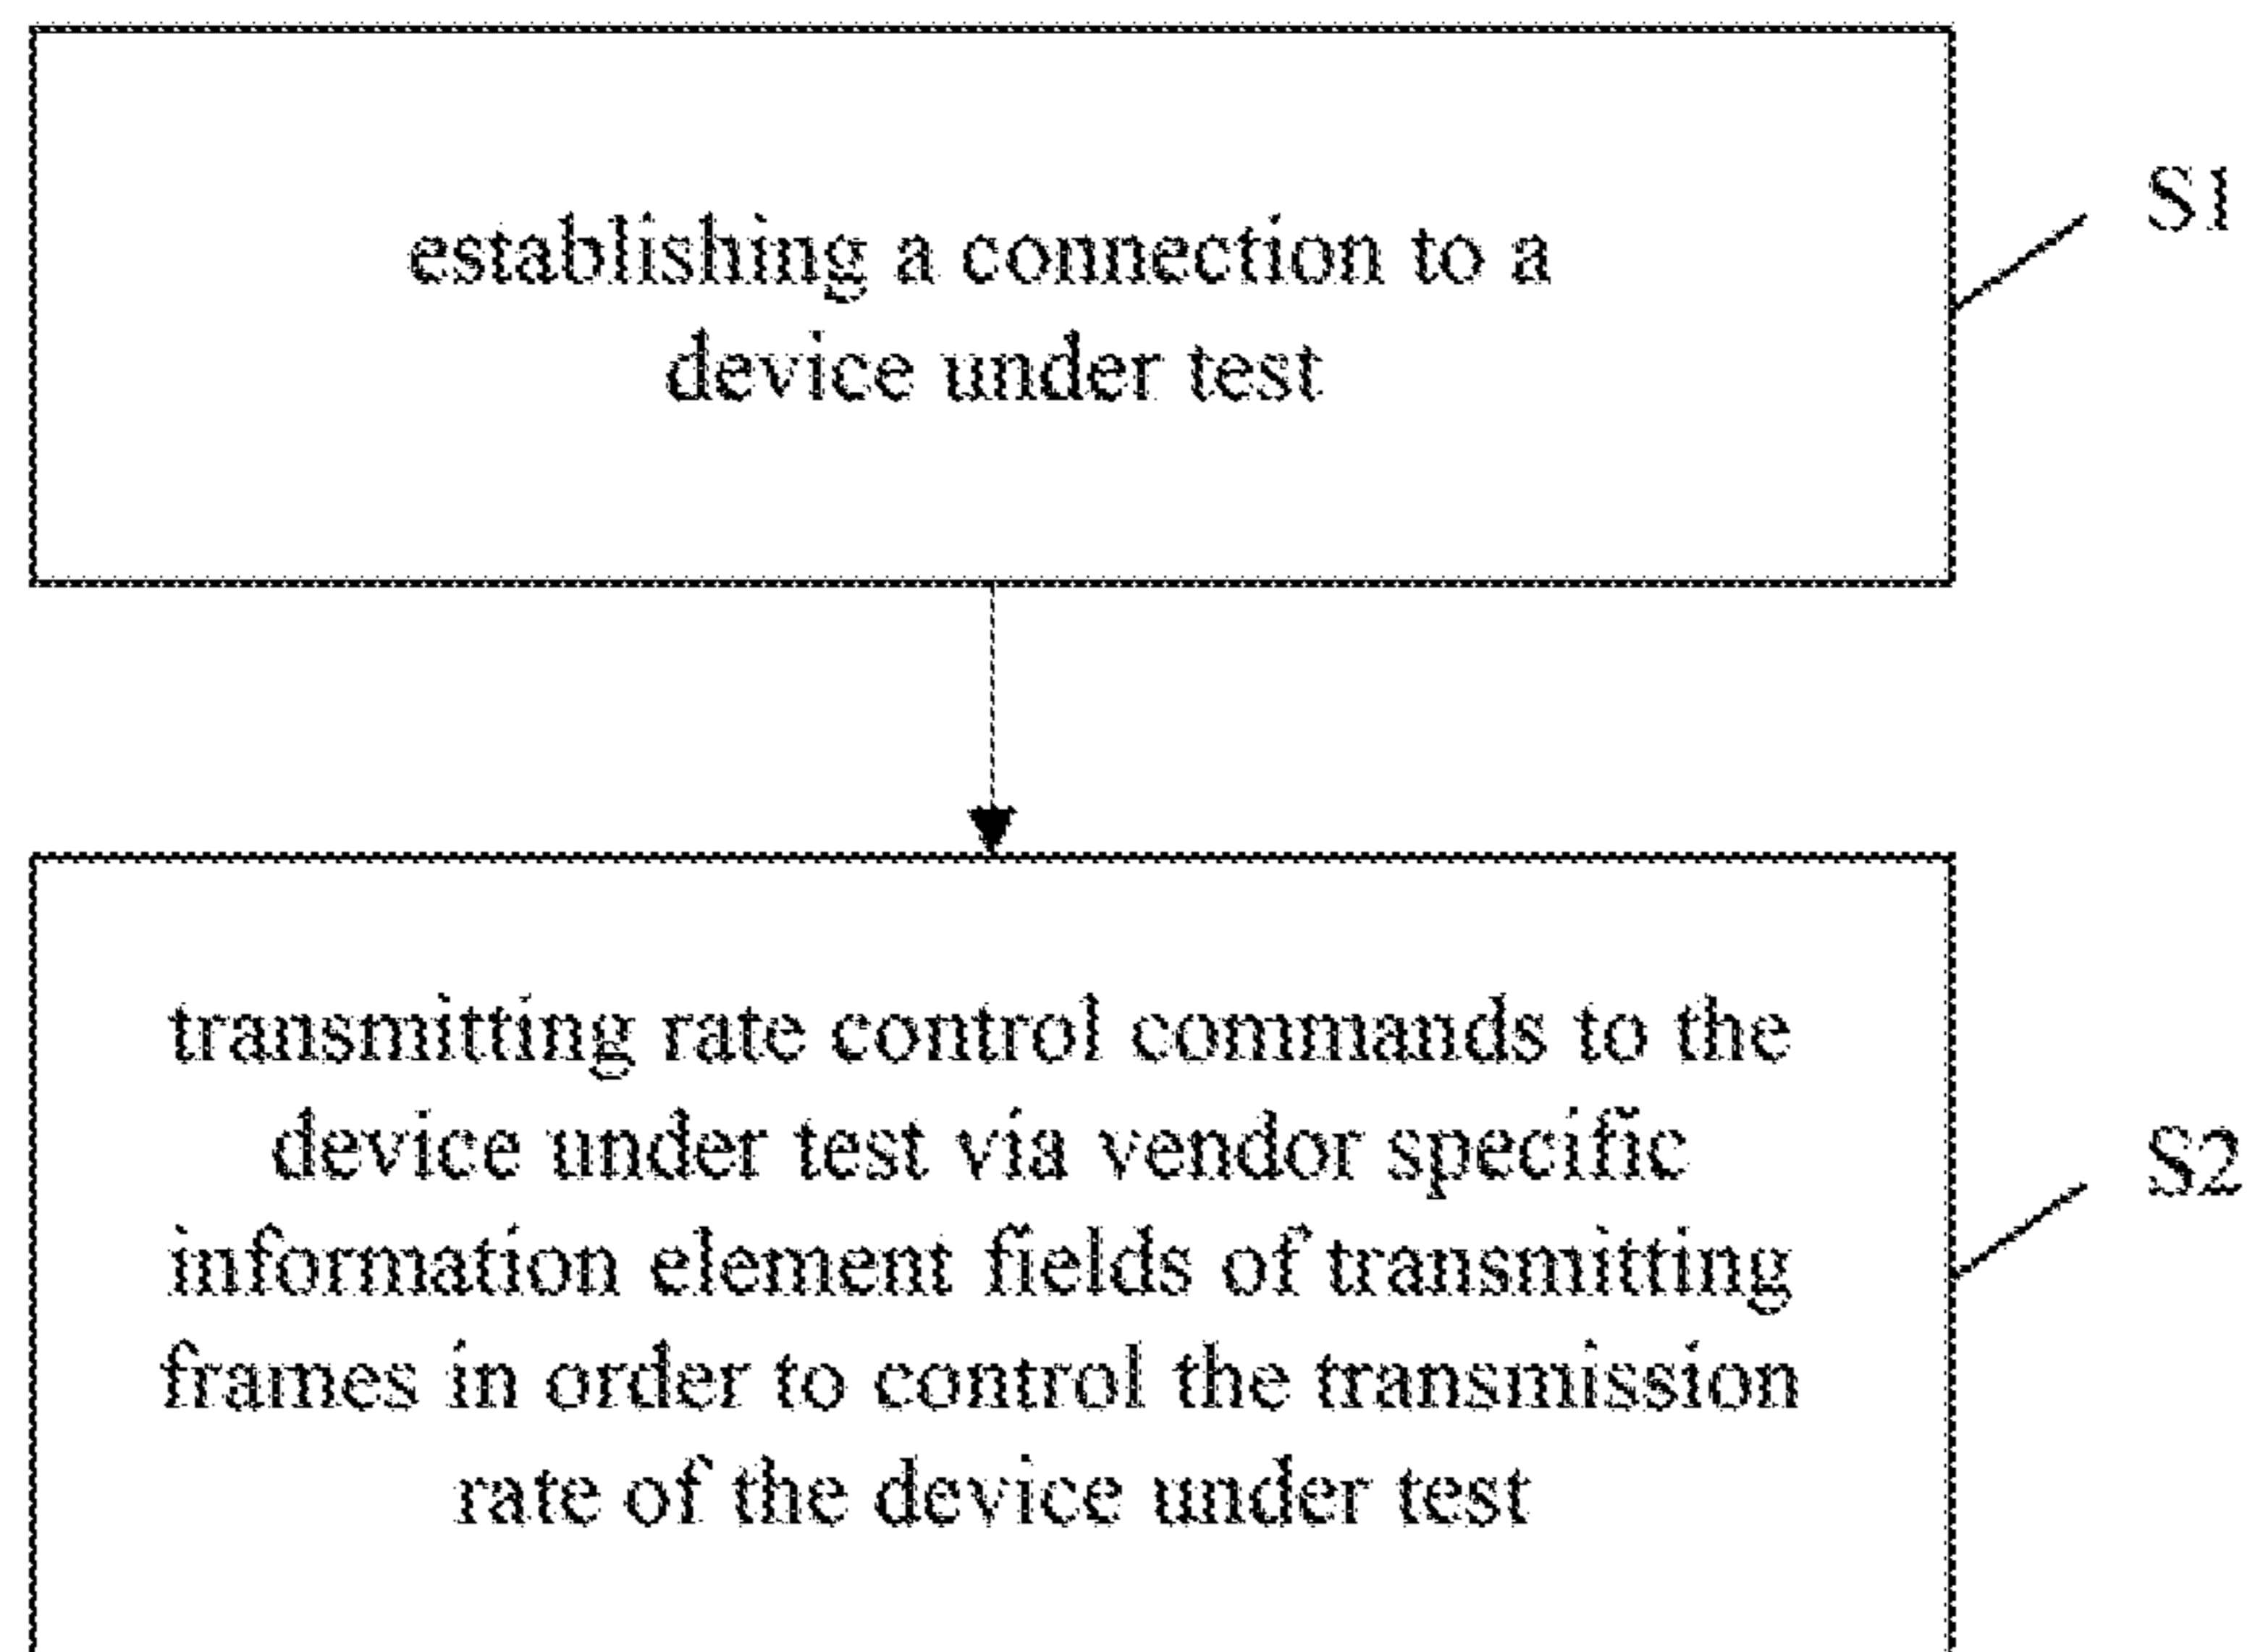 establishing a connection to a
device under test
S1
transmitting rate control commands to the
device under test via vendor specific
information element fields of transmitting
frames in order to control the transmission
rate of the device under test
S2